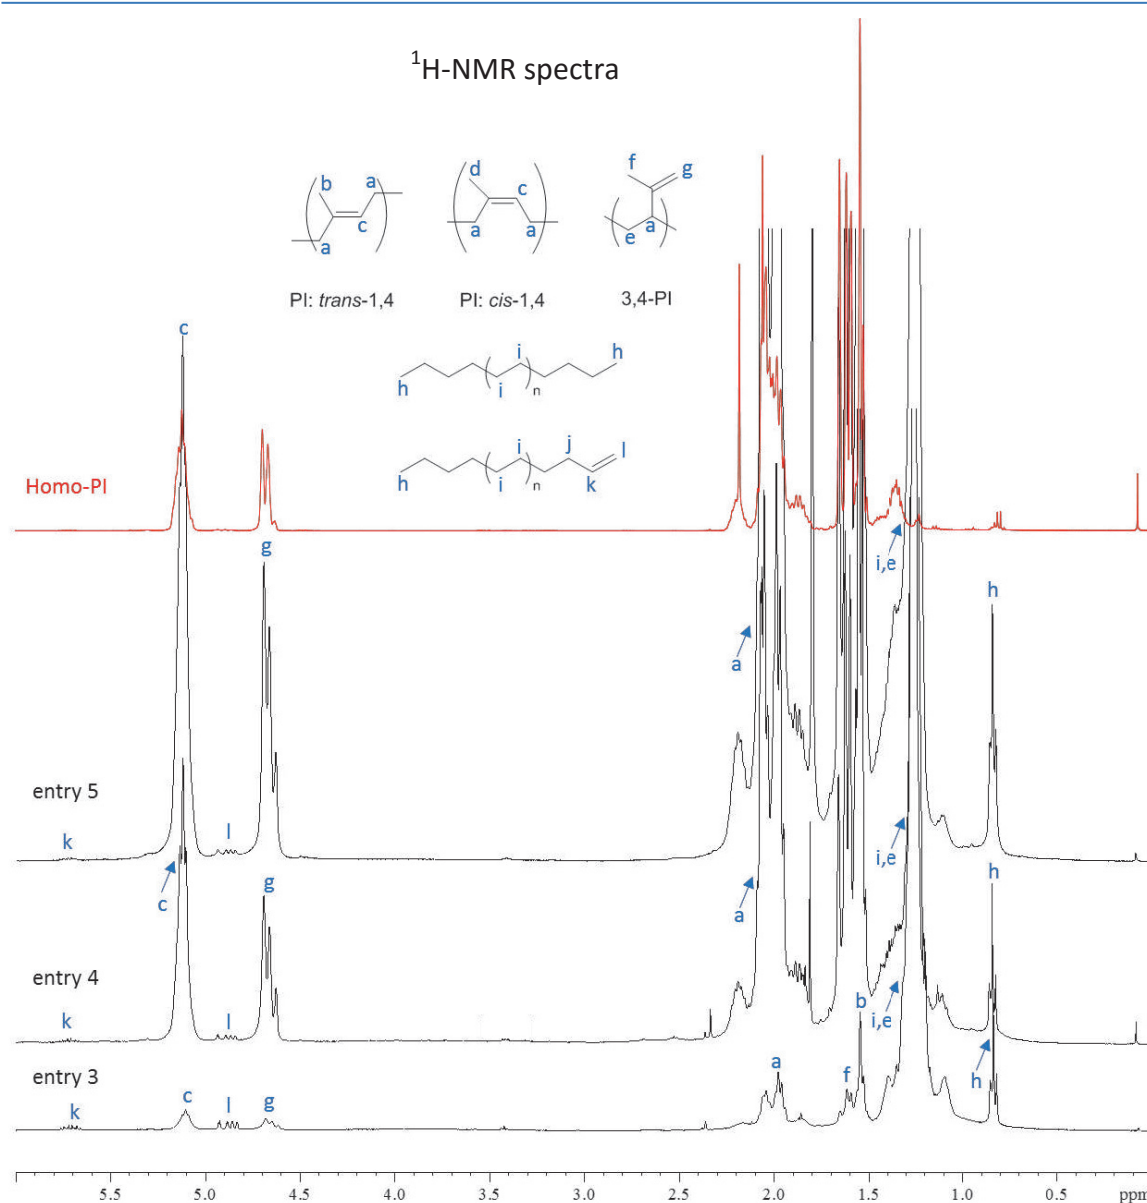 ¹H-NMR spectra
b
a
c
a
d
c
a
a
f
g
a
e
PI: trans-1,4
PI: cis-1,4
3,4-PI
c
i
h
h
i
n
i
j
l
h
i
n
k
Homo-PI
g
i,e
h
a
entry 5
k
l
g
c
i,e
h
a
entry 4
k
l
b
i,e
h
entry 3
a
f
k
c
l
g
5.5 5.0 4.5 4.0 3.5 3.0 2.5 2.0 1.5 1.0 0.5 ppm